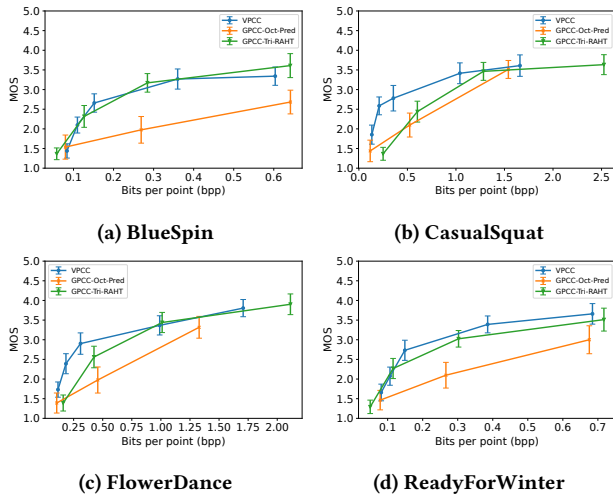 VPCC
GPCC-Oct-Pred
GPCC-Tri-RAHT
MOS
5.0
4.5
4.0
3.5
3.0
2.5
2.0
1.5
1.0
0.1 0.2 0.3 0.4 0.5 0.6
Bits per point (bpp)
(a) BlueSpin
VPCC
GPCC-Oct-Pred
GPCC-Tri-RAHT
MOS
5.0
4.5
4.0
3.5
3.0
2.5
2.0
1.5
1.0
0.0 0.5 1.0 1.5 2.0 2.5
Bits per point (bpp)
(b) CasualSquat
VPCC
GPCC-Oct-Pred
GPCC-Tri-RAHT
MOS
5.0
4.5
4.0
3.5
3.0
2.5
2.0
1.5
1.0
0.25 0.50 0.75 1.00 1.25 1.50 1.75 2.00
Bits per point (bpp)
(c) FlowerDance
VPCC
GPCC-Oct-Pred
GPCC-Tri-RAHT
MOS
5.0
4.5
4.0
3.5
3.0
2.5
2.0
1.5
1.0
0.1 0.2 0.3 0.4 0.5 0.6 0.7
Bits per point (bpp)
(d) ReadyForWinter